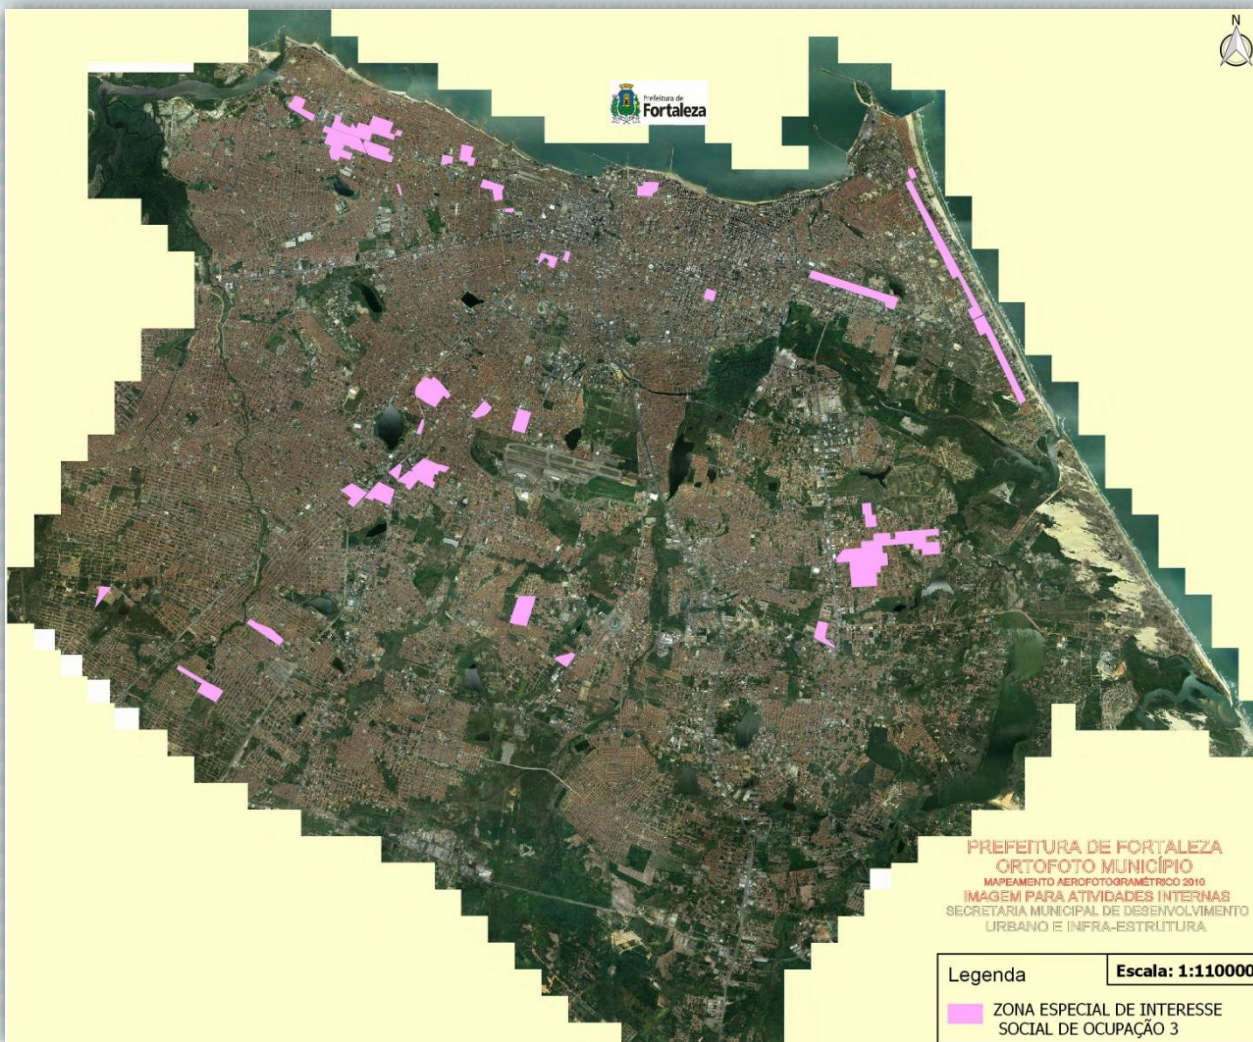 N
Prefeitura de
Fortaleza
PREFEITURA DE FORTALEZA
ORTOFOTO MUNICÍPIO
MAPEAMENTO AEROFOTOGRAMÉTRICO 2010
IMAGEM PARA ATIVIDADES INTERNAS
SECRETARIA MUNICIPAL DE DESENVOLVIMENTO
URBANO E INFRA-ESTRUTURA
Legenda
Escala: 1:110000
ZONA ESPECIAL DE INTERESSE
SOCIAL DE OCUPAÇÃO 3